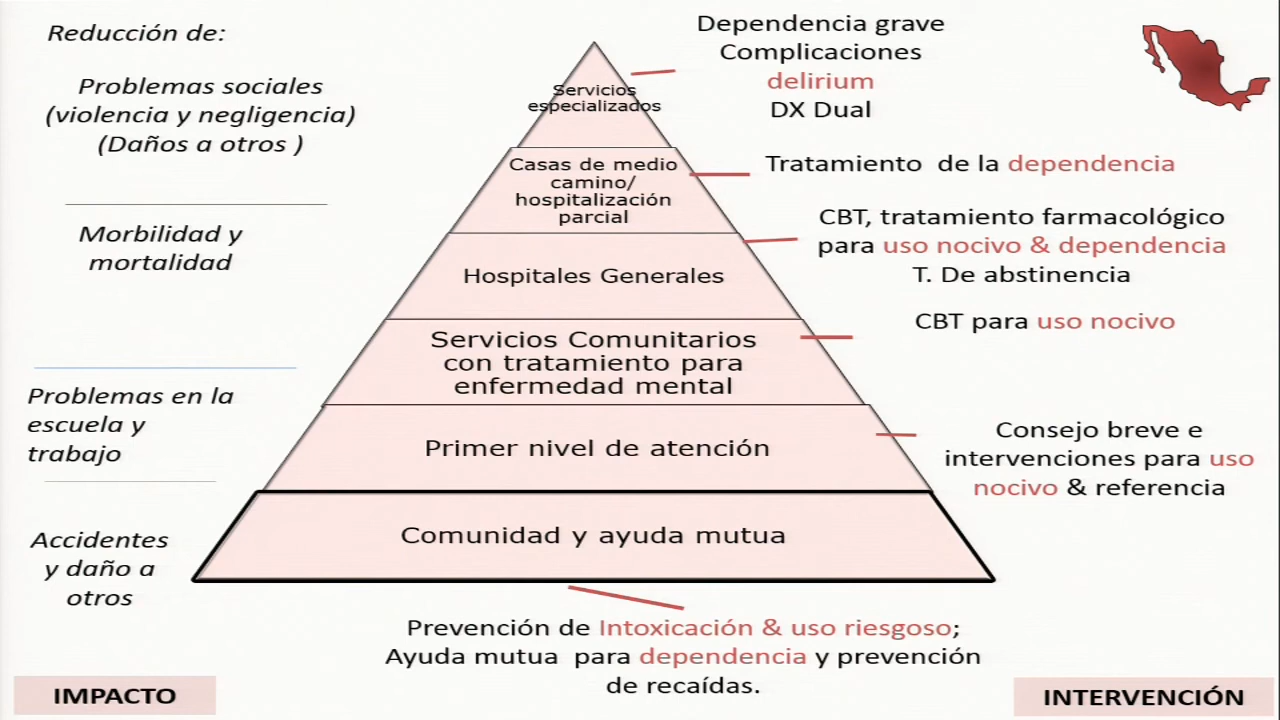 Reducción de:
Problemas sociales
(violencia y negligencia)
(Daños a otros )
Morbilidad y
mortalidad
Problemas en la
escuela y
trabajo
Accidentes
y daño a
otros
IMPACTO
Servicios
especializados
Casas de medio
camino/
hospitalización
parcial
Hospitales Generales
Servicios Comunitarios
con tratamiento para
enfermedad mental
Primer nivel de atención
Comunidad y ayuda mutua
Dependencia grave
Complicaciones
delirium
DX Dual
Tratamiento de la dependencia
CBT, tratamiento farmacológico
para uso nocivo & dependencia
T. De abstinencia
CBT para uso nocivo
Consejo breve e
intervenciones para uso
nocivo & referencia
Prevención de Intoxicación & uso riesgoso;
Ayuda mutua para dependencia y prevención
de recaídas.
INTERVENCIÓN